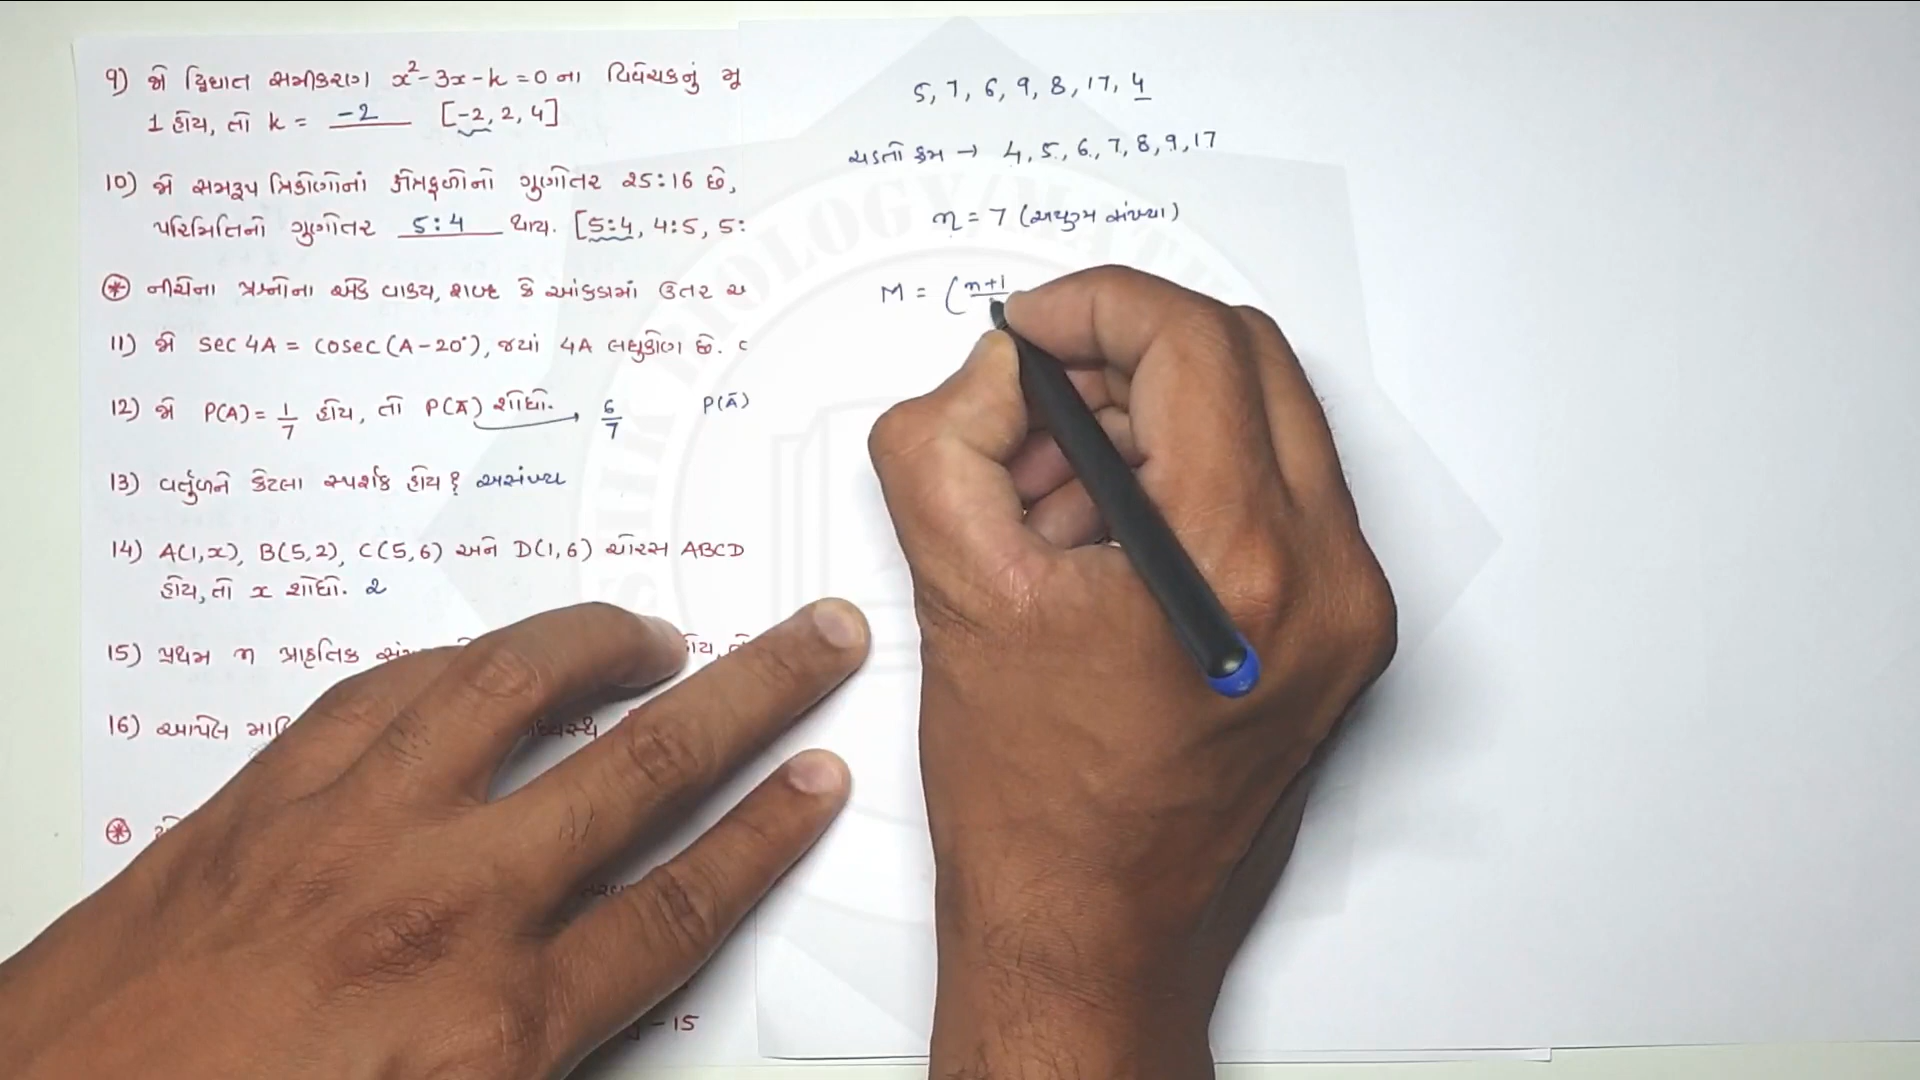 9) જો દ્વિઘાત સમીકરણ x²-3x-k=0 ના વિવેચકનું મૂ
1 હોય, તો k = -2 [-2, 2, 4]
10) જો સમરૂપ ત્રિકોણોનાં ક્ષેત્રફળોનો ગુણોતર 25:16 છે,
પરિમિતિનો ગુણોતર 5:4 થાય. [5:4, 4:5, 5:
* નીચેના પ્રશ્નોના એક વાક્ય, શબ્દ કે આંકડામાં ઉતર
11) જો sec 4A = cosec (A-20°), જ્યાં 4A લઘુકોણ છે.
12) જો P(A) = 1/7 હોય, તો P(Ā) શોધો. → 6/7 P(Ā)
13) વર્તુળને કેટલા સ્પર્શક હોય? અસંખ્ય
14) A(1,x), B(5,2), C(5,6) અને D(1,6) ચોરસ ABCD
હોય, તો x શોધો. 2
15) પ્રથમ n પ્રાકૃતિક
16) આપેલ
-15
5, 7, 6, 9, 8, 17, 4
ચડતો ક્રમ → 4, 5, 6, 7, 8, 9, 17
n = 7 (અયુગ્મ સંખ્યા)
M = (n+1